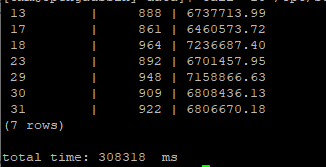 13 | 888 | 6737713.99
17 | 861 | 6460573.72
18 | 964 | 7236687.40
23 | 892 | 6701457.95
29 | 948 | 7158866.63
30 | 909 | 6808436.13
31 | 922 | 6806670.18
(7 rows)
total time: 308318 ms